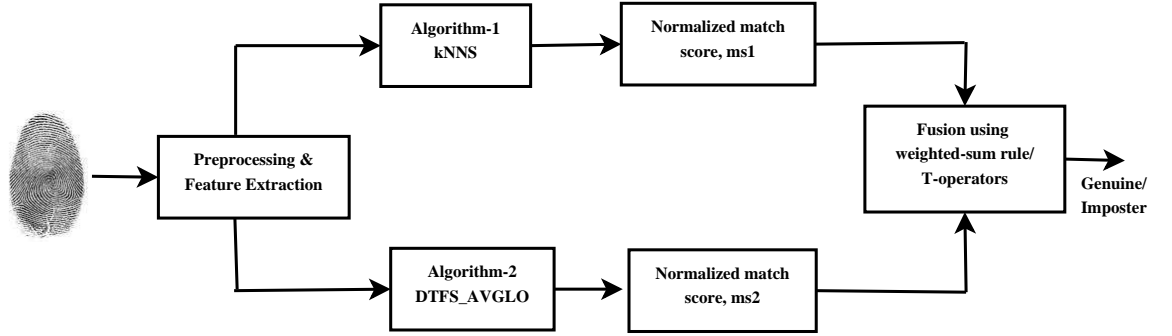 Algorithm-1
kNNS
Normalized match
score, ms1
Preprocessing &
Feature Extraction
Fusion using
weighted-sum rule/
T-operators
Genuine/
Imposter
Algorithm-2
DTFS_AVGLO
Normalized match
score, ms2